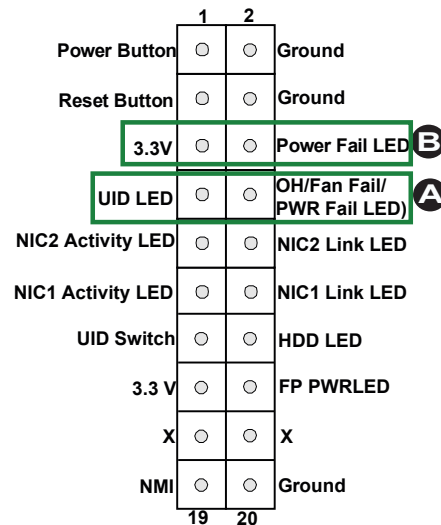 1 2
Power Button Ground
Reset Button Ground
3.3V Power Fail LED B
UID LED OH/Fan Fail/
PWR Fail LED) A
NIC2 Activity LED NIC2 Link LED
NIC1 Activity LED NIC1 Link LED
UID Switch HDD LED
3.3 V FP PWRLED
X X
NMI Ground
19 20